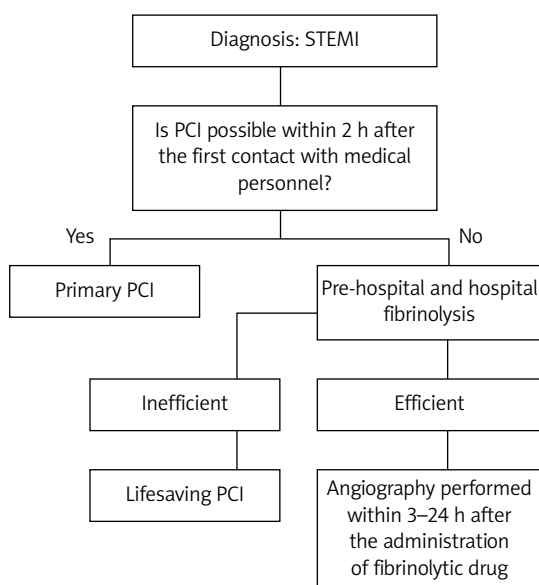 Diagnosis: STEMI
Is PCI possible within 2 h after
the first contact with medical
personnel?
Yes
No
Primary PCI
Pre-hospital and hospital
fibrinolysis
Inefficient
Efficient
Lifesaving PCI
Angiography performed
within 3–24 h after
the administration
of fibrinolytic drug